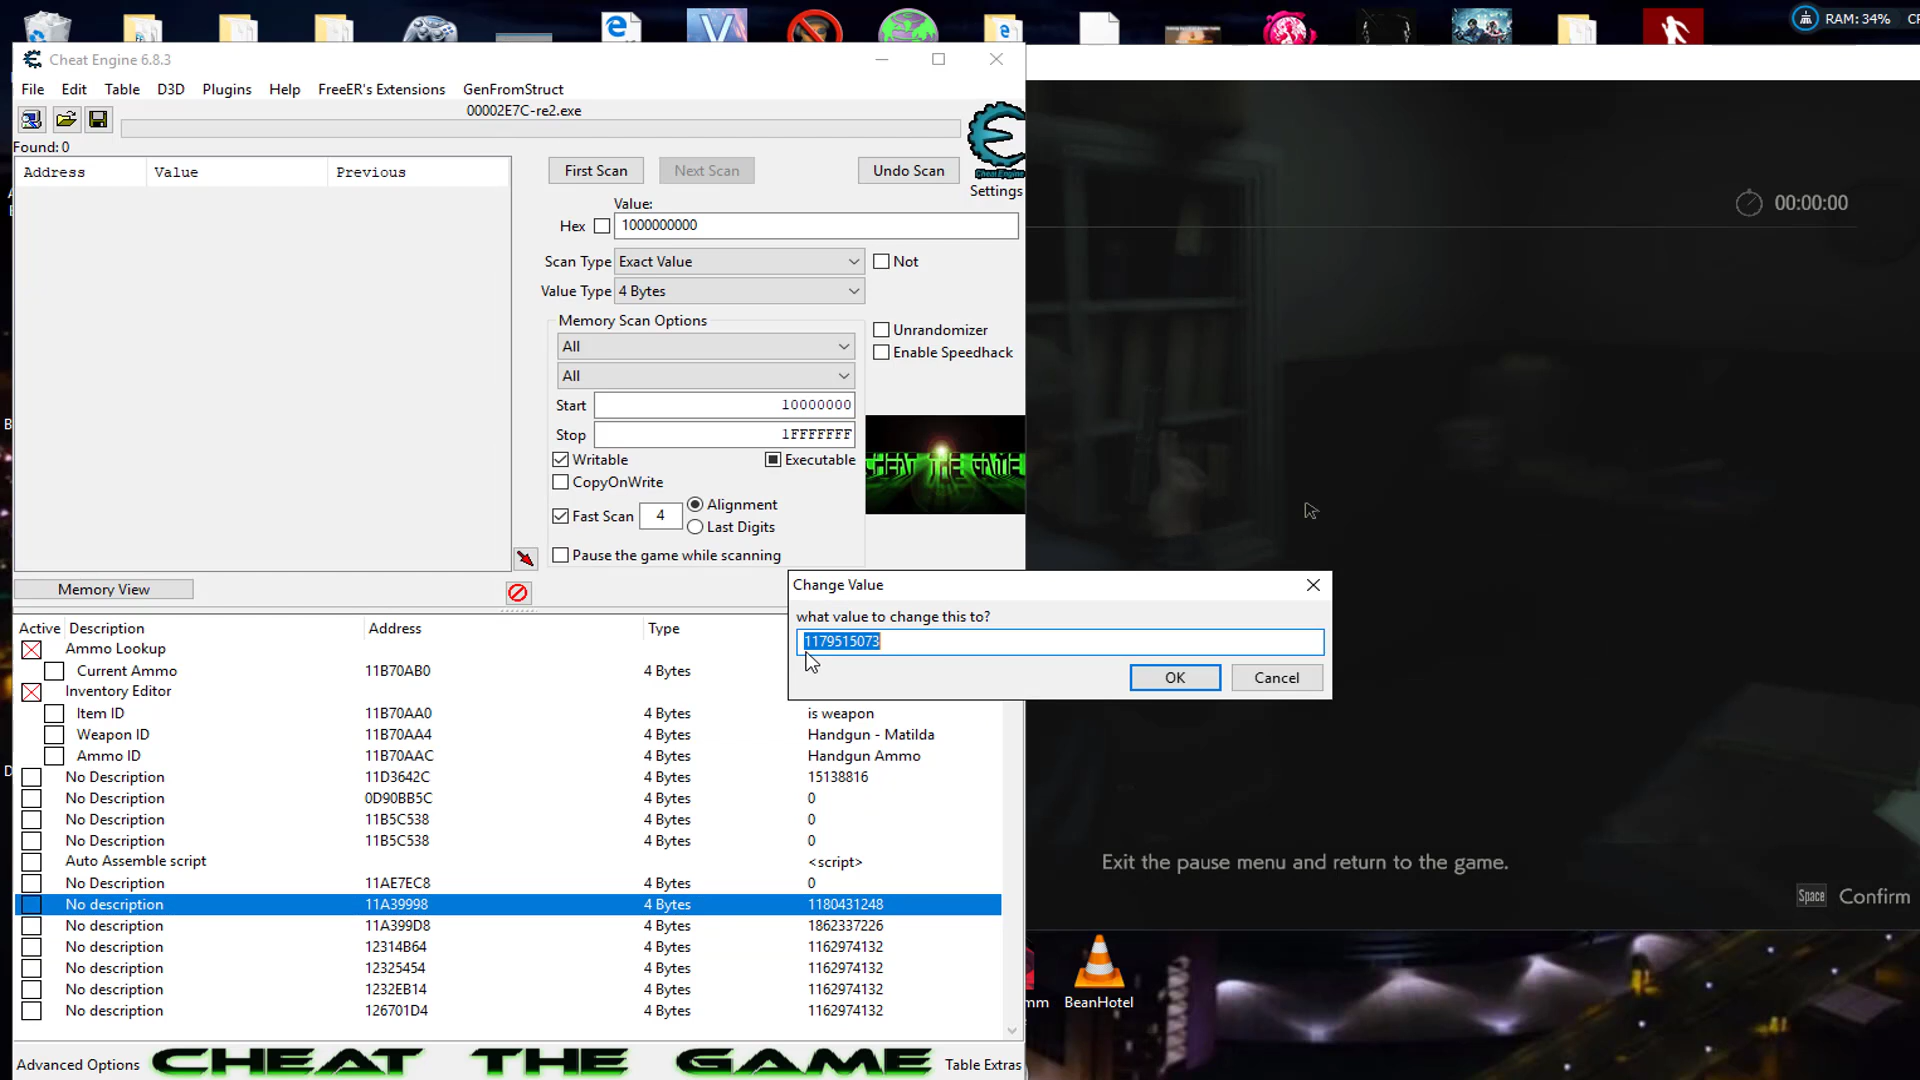 RAM: 34%
Cheat Engine 6.8.3
File Edit Table D3D Plugins Help FreeER's Extensions GenFromStruct
00002E7C-re2.exe
Found: 0
Address Value Previous
First Scan Next Scan Undo Scan
Cheat Engine
Settings
Value:
Hex 1000000000
Scan Type Exact Value Not
Value Type 4 Bytes
Memory Scan Options
All
All
Unrandomizer
Enable Speedhack
Start 10000000
Stop 1FFFFFFF
Writable Executable
CopyOnWrite
Fast Scan 4 Alignment
Last Digits
Pause the game while scanning
CHEAT THE GAME
Memory View
00:00:00
Change Value
what value to change this to?
1179515073
OK Cancel
Active Description Address Type
Ammo Lookup
Current Ammo 11B70AB0 4 Bytes
Inventory Editor
Item ID 11B70AA0 4 Bytes is weapon
Weapon ID 11B70AA4 4 Bytes Handgun - Matilda
Ammo ID 11B70AAC 4 Bytes Handgun Ammo
No Description 11D3642C 4 Bytes 15138816
No Description 0D90BB5C 4 Bytes 0
No Description 11B5C538 4 Bytes 0
No Description 11B5C538 4 Bytes 0
Auto Assemble script <script>
No Description 11AE7EC8 4 Bytes 0
No description 11A39998 4 Bytes 1180431248
No description 11A399D8 4 Bytes 1862337226
No description 12314B64 4 Bytes 1162974132
No description 12325454 4 Bytes 1162974132
No description 1232EB14 4 Bytes 1162974132
No description 126701D4 4 Bytes 1162974132
Advanced Options CHEAT THE GAME Table Extras
Exit the pause menu and return to the game.
Space Confirm
BeanHotel